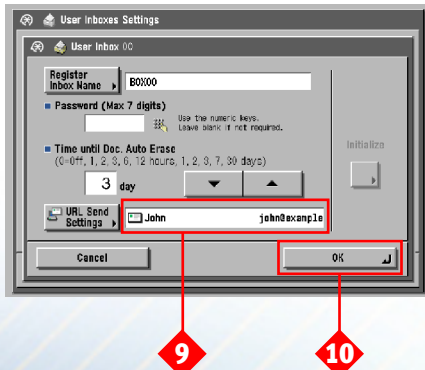 User Inboxes Settings
User Inbox 00
Register
Inbox Name
BOX00
Password (Max 7 digits)
Use the numeric keys.
Leave blank if not required.
Time until Doc. Auto Erase
(0=Off, 1, 2, 3, 6, 12 hours, 1, 2, 3, 7, 30 days)
Initialize
3 day
URL Send
Settings
John john@example
Cancel
OK
9
10